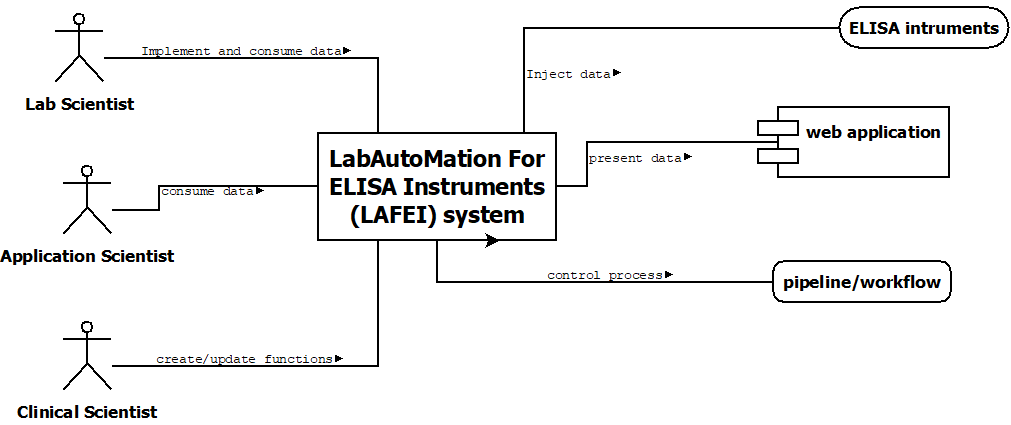 ELISA intruments
Implement and consume data
Inject data
Lab Scientist
web application
LabAutoMation For
ELISA Instruments
(LAFEI) system
present data
consume data
Application Scientist
control process
pipeline/workflow
create/update functions
Clinical Scientist